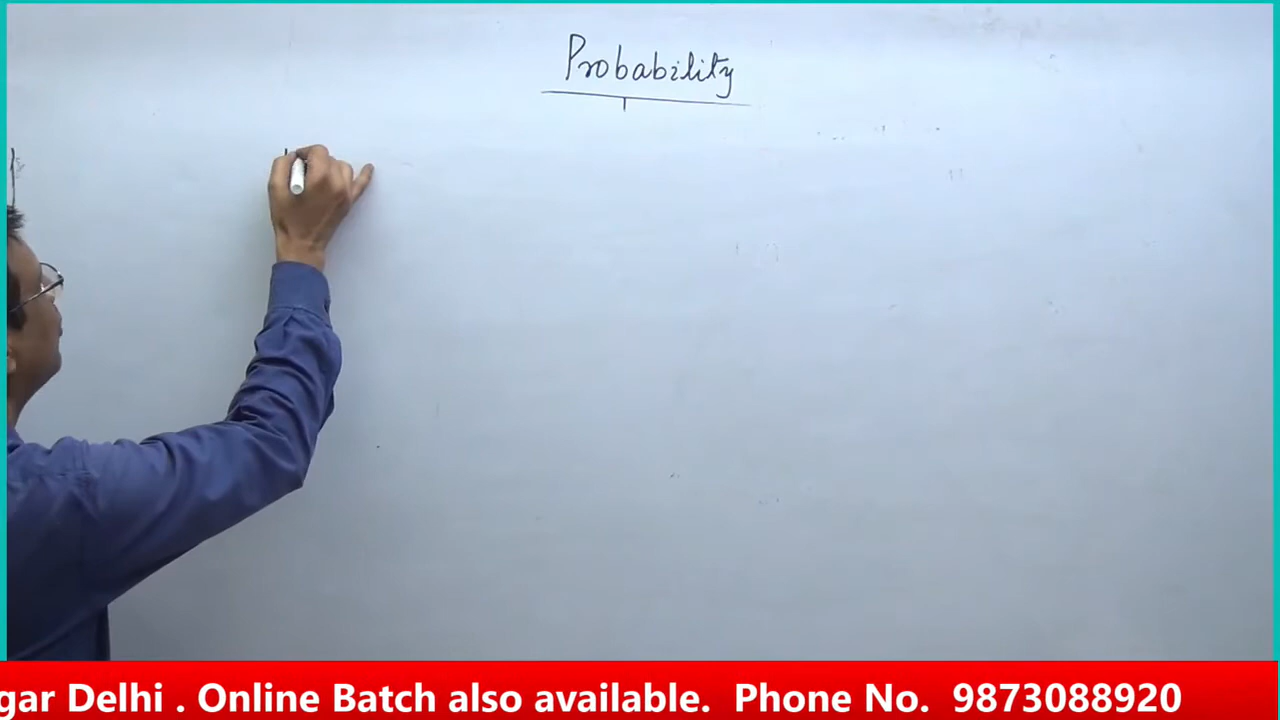 Probability
gar Delhi . Online Batch also available. Phone No. 9873088920